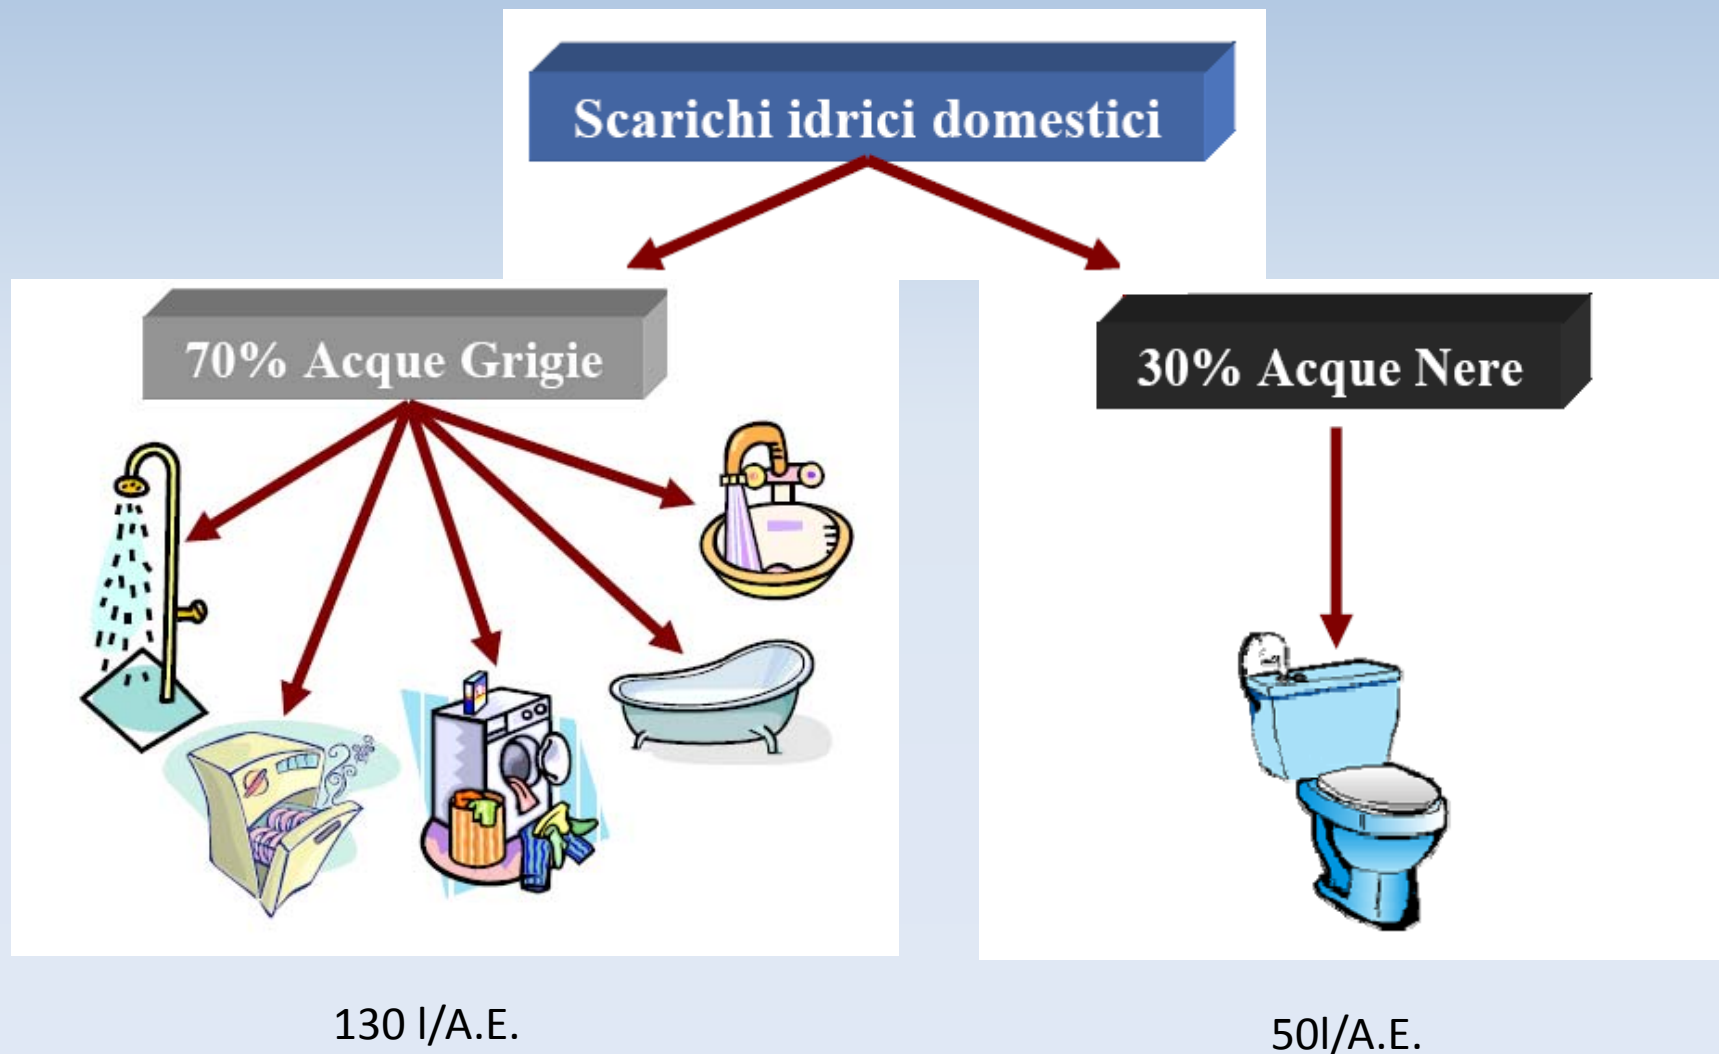 Scarichi idrici domestici
70% Acque Grigie
30% Acque Nere
130 l/A.E.
50l/A.E.